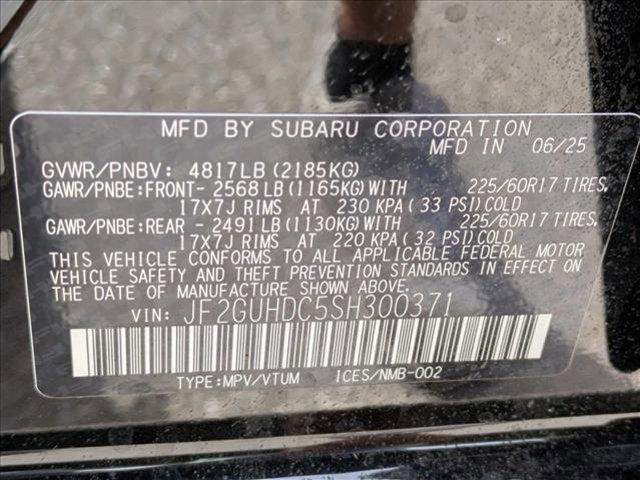 MFD BY SUBARU CORPORATION
MFD IN 06/25
GVWR/PNBV: 4817LB (2185KG)
GAWR/PNBE:FRONT- 2568 LB (1165KG) WITH 225/60R17 TIRES,
17X7J RIMS AT 230 KPA ( 33 PSI) COLD
GAWR/PNBE:REAR - 2491 LB (1130KG) WITH 225/60R17 TIRES,
17X7J RIMS AT 220 KPA ( 32 PSI) COLD
THIS VEHICLE CONFORMS TO ALL APPLICABLE FEDERAL MOTOR
VEHICLE SAFETY AND THEFT PREVENTION STANDARDS IN EFFECT ON
THE DATE OF MANUFACTURE SHOWN ABOVE.
VIN: JF2GUHDC5SH300371
TYPE:MPV/VTUM ICES/NMB-002